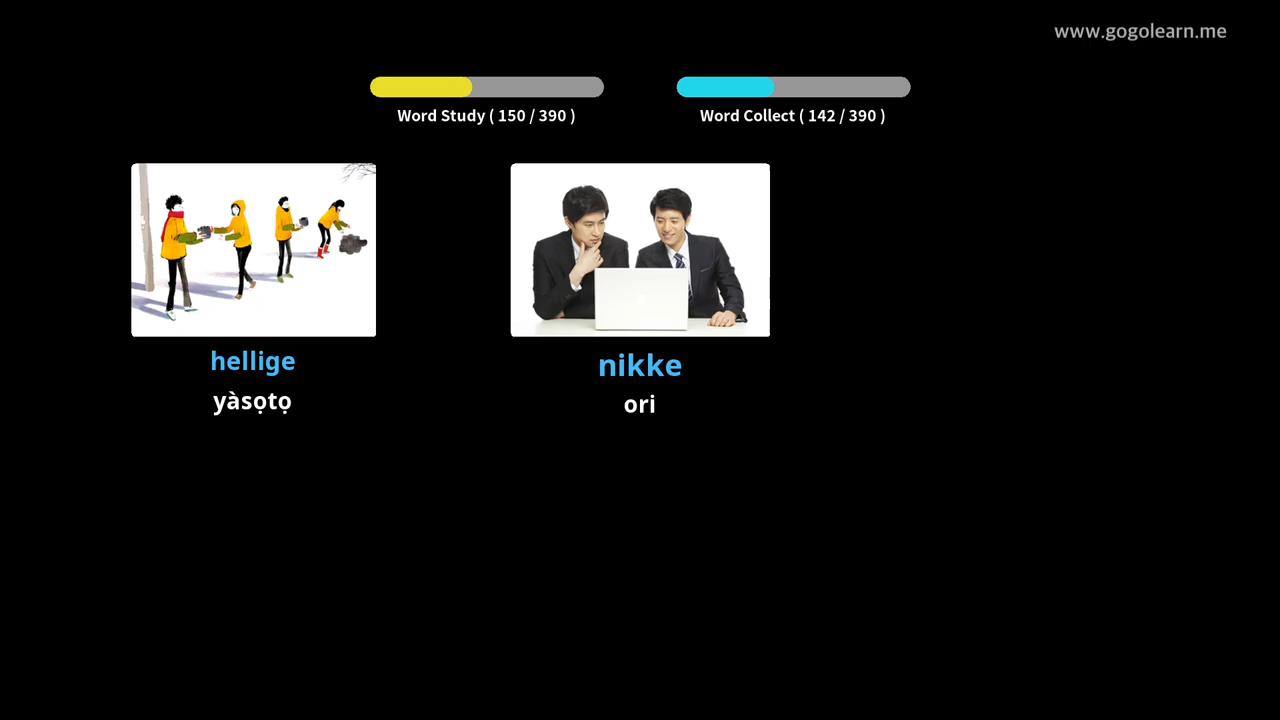 www.gogolearn.me
Word Study ( 150 / 390 )
Word Collect ( 142 / 390 )
hellige
yàsọtọ
nikke
ori